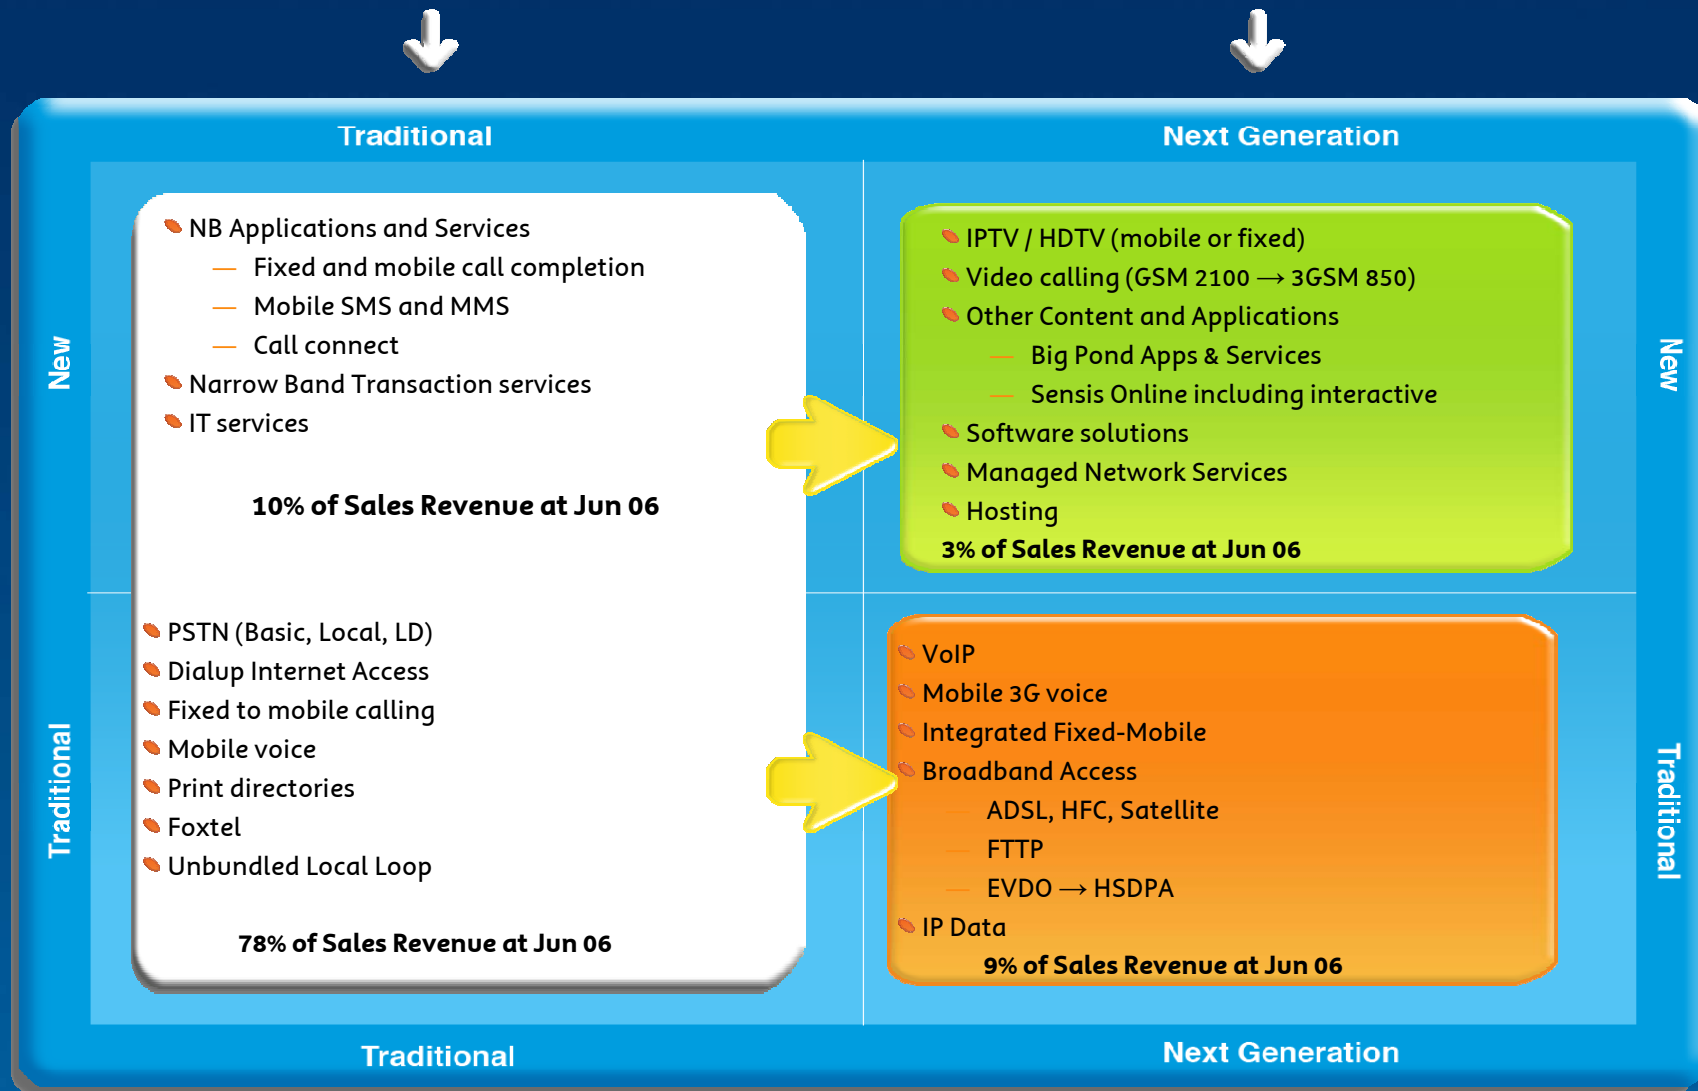 Traditional
Next Generation
New
NB Applications and Services
— Fixed and mobile call completion
— Mobile SMS and MMS
— Call connect
Narrow Band Transaction services
IT services
10% of Sales Revenue at Jun 06
IPTV / HDTV (mobile or fixed)
Video calling (GSM 2100 → 3GSM 850)
Other Content and Applications
— Big Pond Apps & Services
— Sensis Online including interactive
Software solutions
Managed Network Services
Hosting
3% of Sales Revenue at Jun 06
New
Traditional
PSTN (Basic, Local, LD)
Dialup Internet Access
Fixed to mobile calling
Mobile voice
Print directories
Foxtel
Unbundled Local Loop
78% of Sales Revenue at Jun 06
VoIP
Mobile 3G voice
Integrated Fixed-Mobile
Broadband Access
— ADSL, HFC, Satellite
— FTTP
— EVDO → HSDPA
IP Data
9% of Sales Revenue at Jun 06
Traditional
Traditional
Next Generation